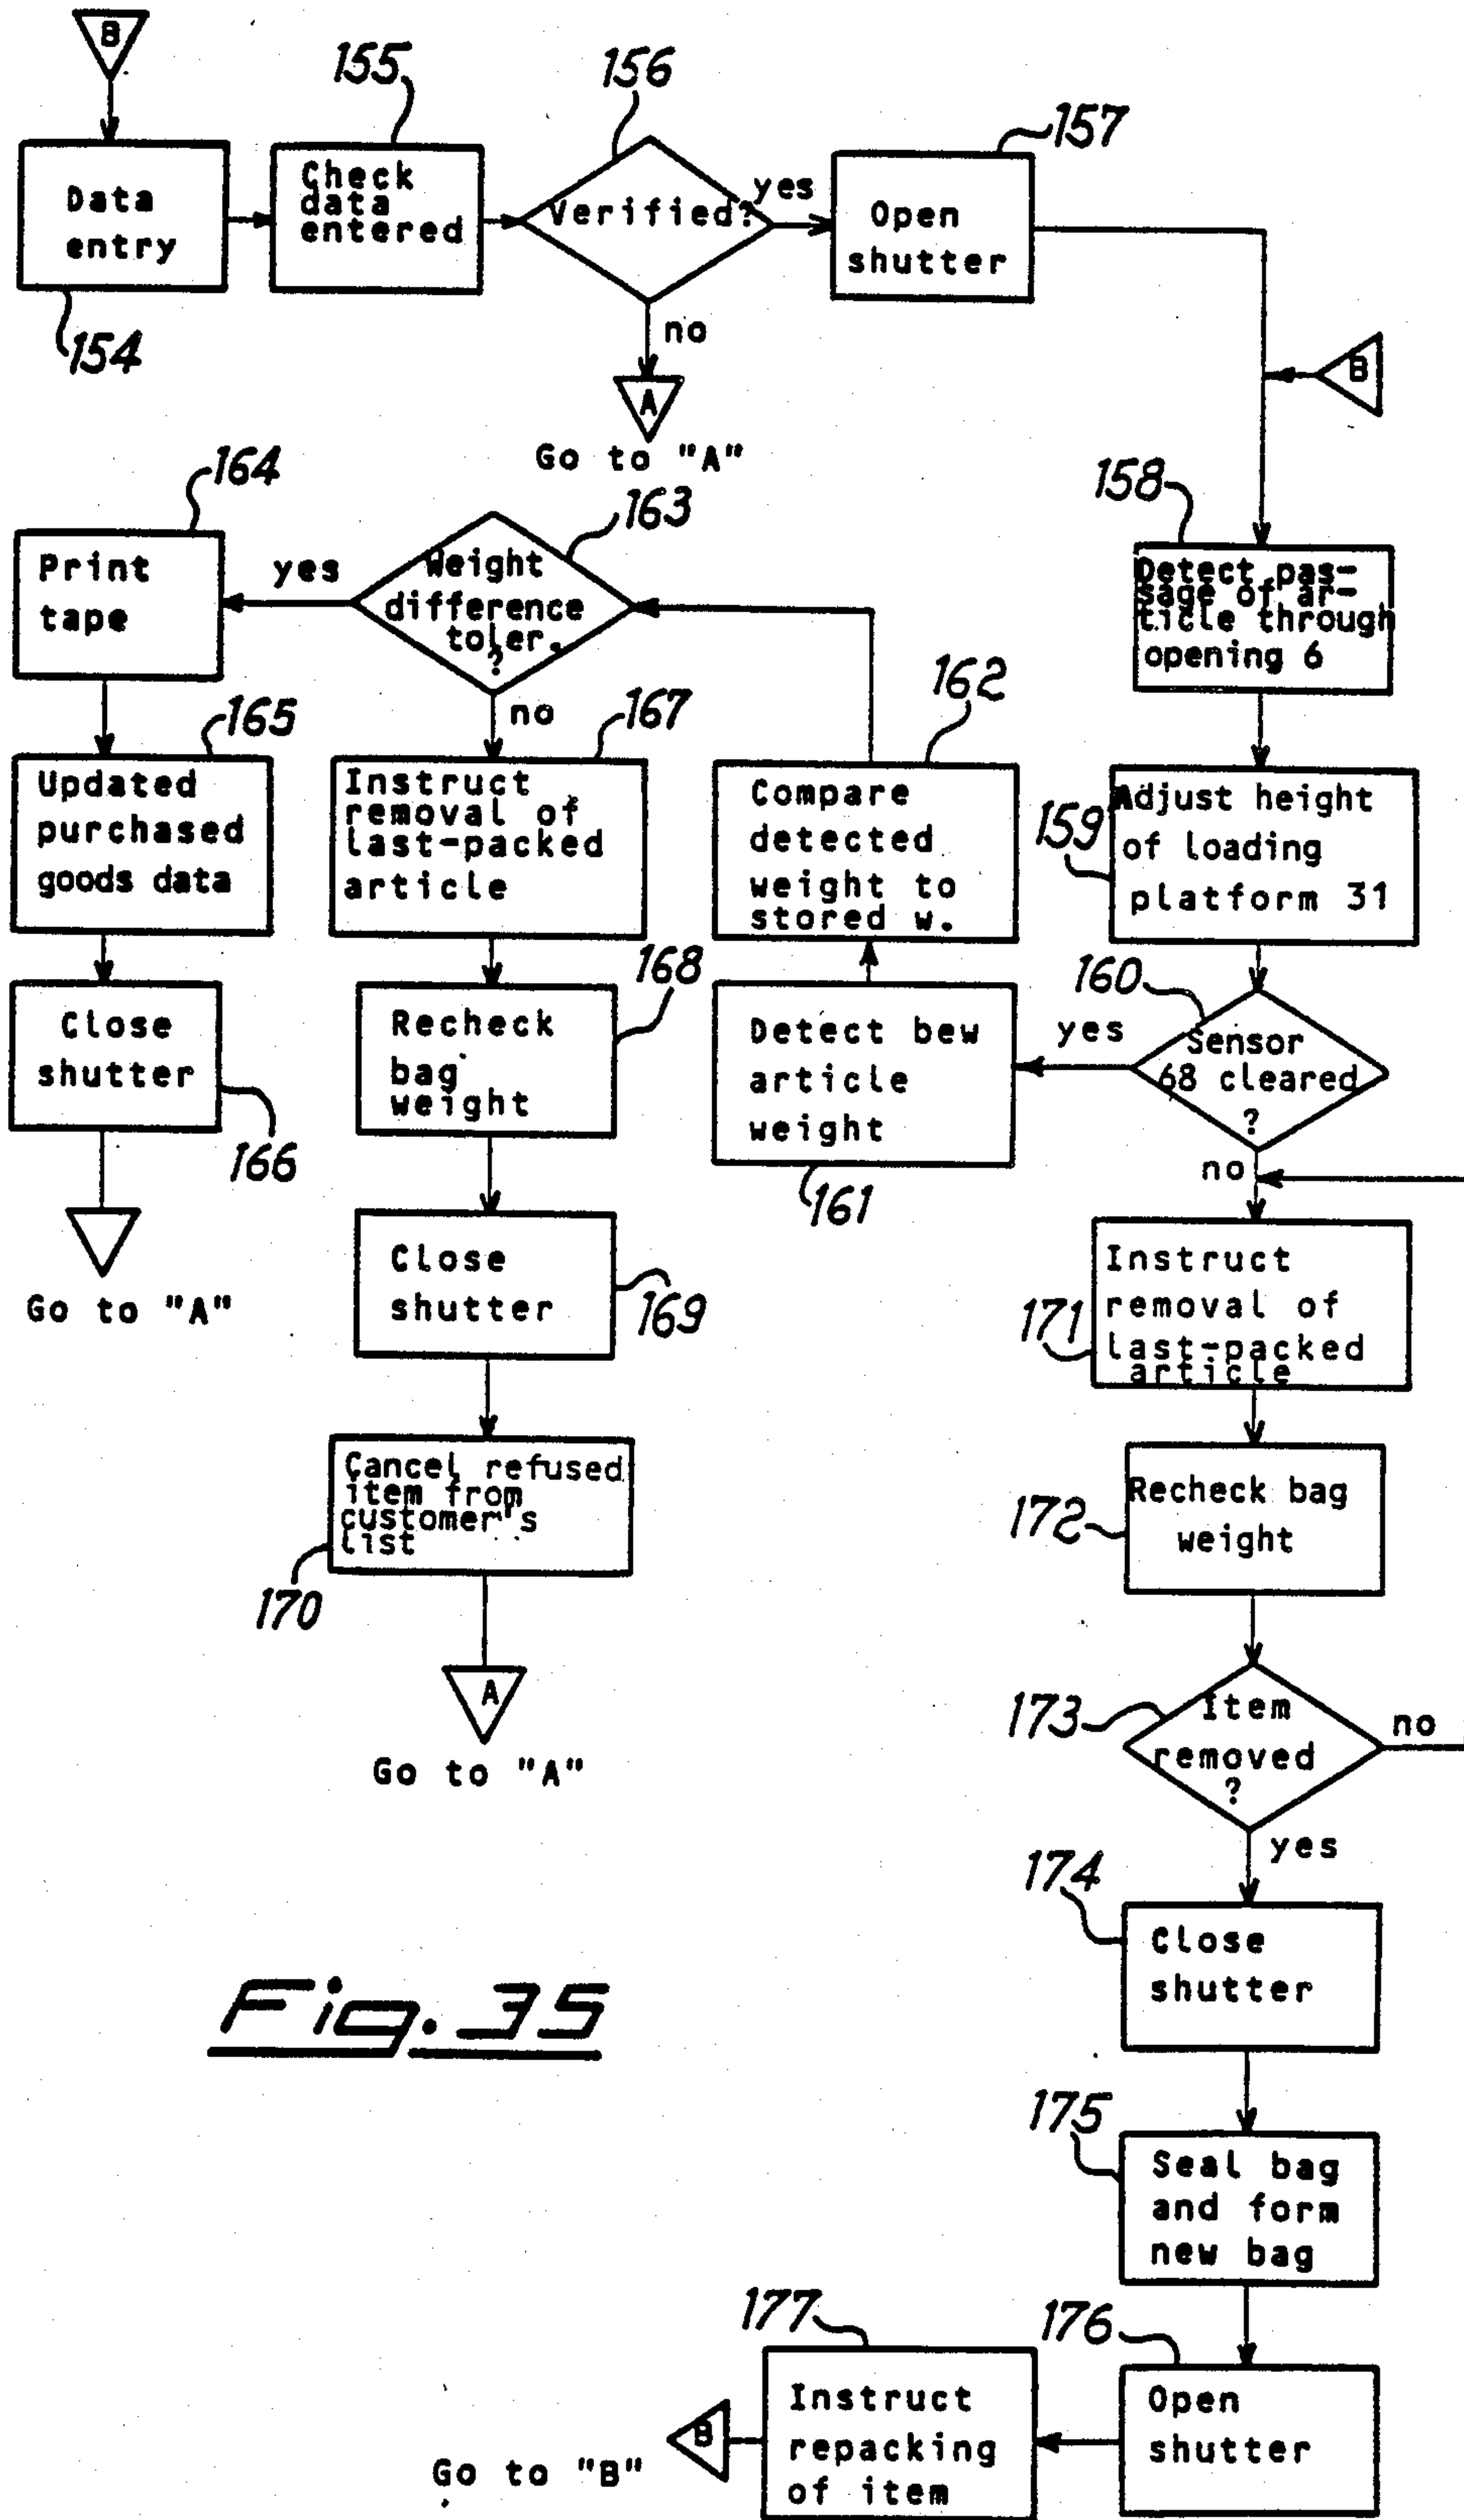 B
155
156
157
Data
entry
Check
data
entered
Verified?
yes
Open
shutter
154
no
A
Go to "A"
B
164
163
158
Print
tape
yes
Weight
difference
toler.
?
Detect pas-
sage of ar-
ticle through
opening 6
no
165
167
162
Updated
purchased
goods data
Instruct
removal of
last-packed
article
Compare
detected
weight to
stored w.
159
Adjust height
of loading
platform 31
Close
shutter
166
Recheck
bag
weight
168
Detect bew
article
weight
161
yes
160
Sensor
68 cleared
?
no
Go to "A"
Close
shutter
169
171
Instruct
removal of
last-packed
article
Cancel refused
item from
customer's
list
170
172
Recheck bag
weight
A
Go to "A"
173
Item
removed
?
no
yes
174
Close
shutter
Fig. 35
175
Seal bag
and form
new bag
177
176
Go to "B"
B
Instruct
repacking
of item
Open
shutter